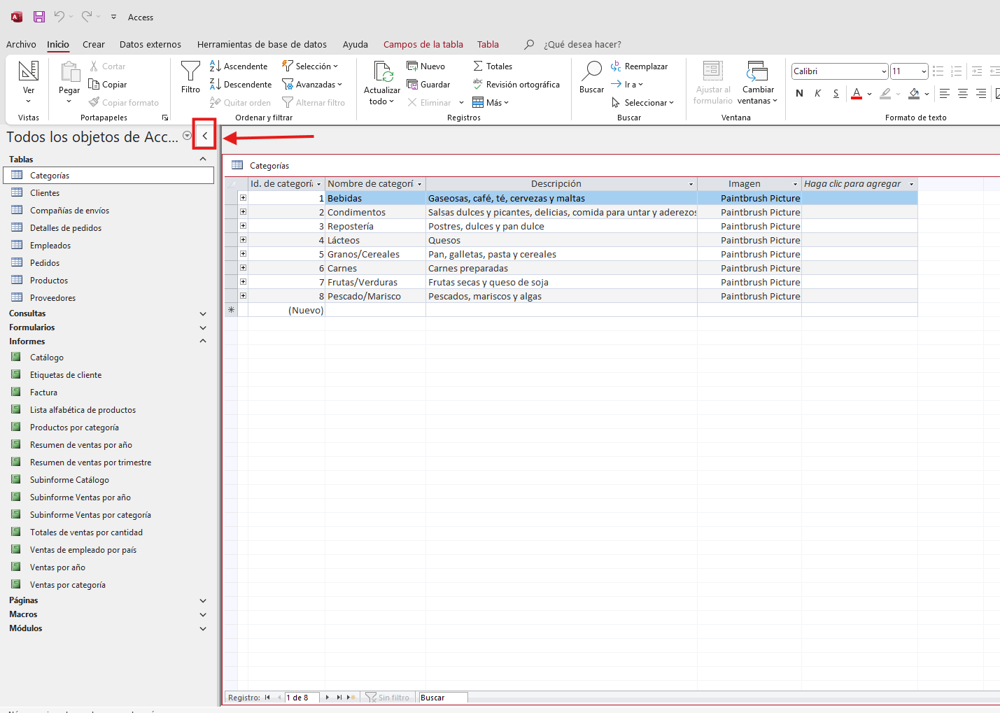 Access
Archivo Inicio Crear Datos externos Herramientas de base de datos Ayuda Campos de la tabla Tabla ¿Qué desea hacer?
Ver
Vistas
Pegar
Cortar
Copiar
Copiar formato
Portapapeles
Filtro
Ascendente
Descendente
Quitar orden
Selección
Avanzadas
Alternar filtro
Ordenar y filtrar
Actualizar
todo
Nuevo
Guardar
Eliminar
Totales
Revisión ortográfica
Más
Registros
Buscar
Reemplazar
Ir a
Seleccionar
Buscar
Ajustar al
formulario
Cambiar
ventanas
Ventana
Calibri 11
N K S A
Formato de texto
Todos los objetos de Acc...
Tablas
Categorías
Clientes
Compañías de envíos
Detalles de pedidos
Empleados
Pedidos
Productos
Proveedores
Consultas
Formularios
Informes
Catálogo
Etiquetas de cliente
Factura
Lista alfabética de productos
Productos por categoría
Resumen de ventas por año
Resumen de ventas por trimestre
Subinforme Catálogo
Subinforme Ventas por año
Subinforme Ventas por categoría
Totales de ventas por cantidad
Ventas de empleado por país
Ventas por año
Ventas por categoría
Páginas
Macros
Módulos
Categorías
Id. de categoría Nombre de categorí Descripción Imagen Haga clic para agregar
1 Bebidas Gaseosas, café, té, cervezas y maltas Paintbrush Picture
2 Condimentos Salsas dulces y picantes, delicias, comida para untar y aderezos Paintbrush Picture
3 Repostería Postres, dulces y pan dulce Paintbrush Picture
4 Lácteos Quesos Paintbrush Picture
5 Granos/Cereales Pan, galletas, pasta y cereales Paintbrush Picture
6 Carnes Carnes preparadas Paintbrush Picture
7 Frutas/Verduras Frutas secas y queso de soja Paintbrush Picture
8 Pescado/Marisco Pescados, mariscos y algas Paintbrush Picture
(Nuevo)
Registro: 1 de 8 Sin filtro Buscar